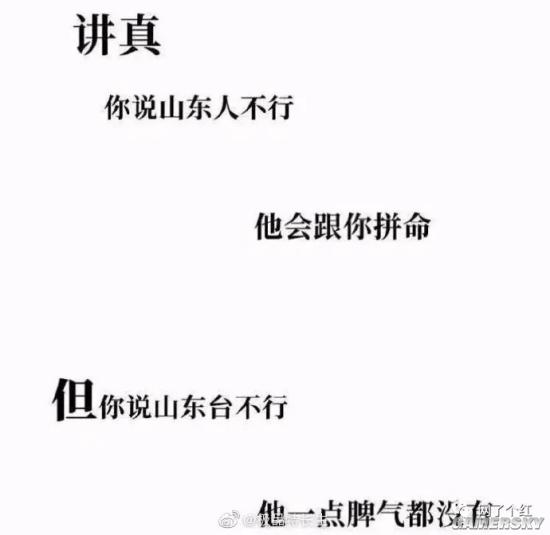 讲真
你说山东人不行
他会跟你拼命
但你说山东台不行
他一点脾气都没有
网了个红
GAMERSKY